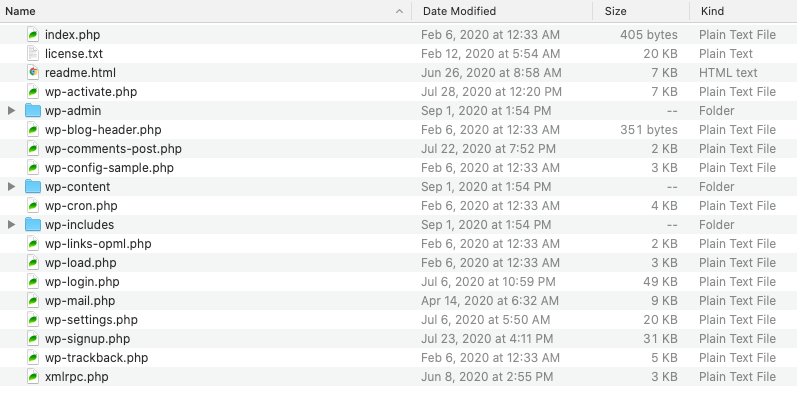 Name Date Modified Size Kind
index.php Feb 6, 2020 at 12:33 AM 405 bytes Plain Text File
license.txt Feb 12, 2020 at 5:54 AM 20 KB Plain Text
readme.html Jun 26, 2020 at 8:58 AM 7 KB HTML text
wp-activate.php Jul 28, 2020 at 12:20 PM 7 KB Plain Text File
wp-admin Sep 1, 2020 at 1:54 PM -- Folder
wp-blog-header.php Feb 6, 2020 at 12:33 AM 351 bytes Plain Text File
wp-comments-post.php Jul 22, 2020 at 7:52 PM 2 KB Plain Text File
wp-config-sample.php Feb 6, 2020 at 12:33 AM 3 KB Plain Text File
wp-content Sep 1, 2020 at 1:54 PM -- Folder
wp-cron.php Feb 6, 2020 at 12:33 AM 4 KB Plain Text File
wp-includes Sep 1, 2020 at 1:54 PM -- Folder
wp-links-opml.php Feb 6, 2020 at 12:33 AM 2 KB Plain Text File
wp-load.php Feb 6, 2020 at 12:33 AM 3 KB Plain Text File
wp-login.php Jul 6, 2020 at 10:59 PM 49 KB Plain Text File
wp-mail.php Apr 14, 2020 at 6:32 AM 9 KB Plain Text File
wp-settings.php Jul 6, 2020 at 5:50 AM 20 KB Plain Text File
wp-signup.php Jul 23, 2020 at 4:11 PM 31 KB Plain Text File
wp-trackback.php Feb 6, 2020 at 12:33 AM 5 KB Plain Text File
xmlrpc.php Jun 8, 2020 at 2:55 PM 3 KB Plain Text File